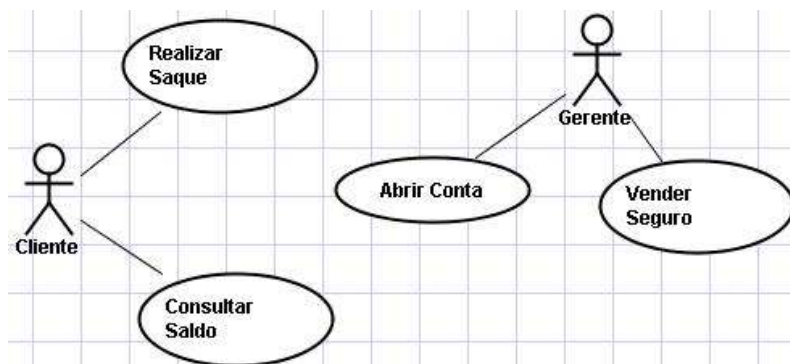 Realizar
Saque
Gerente
Abrir Conta
Vender
Seguro
Cliente
Consultar
Saldo